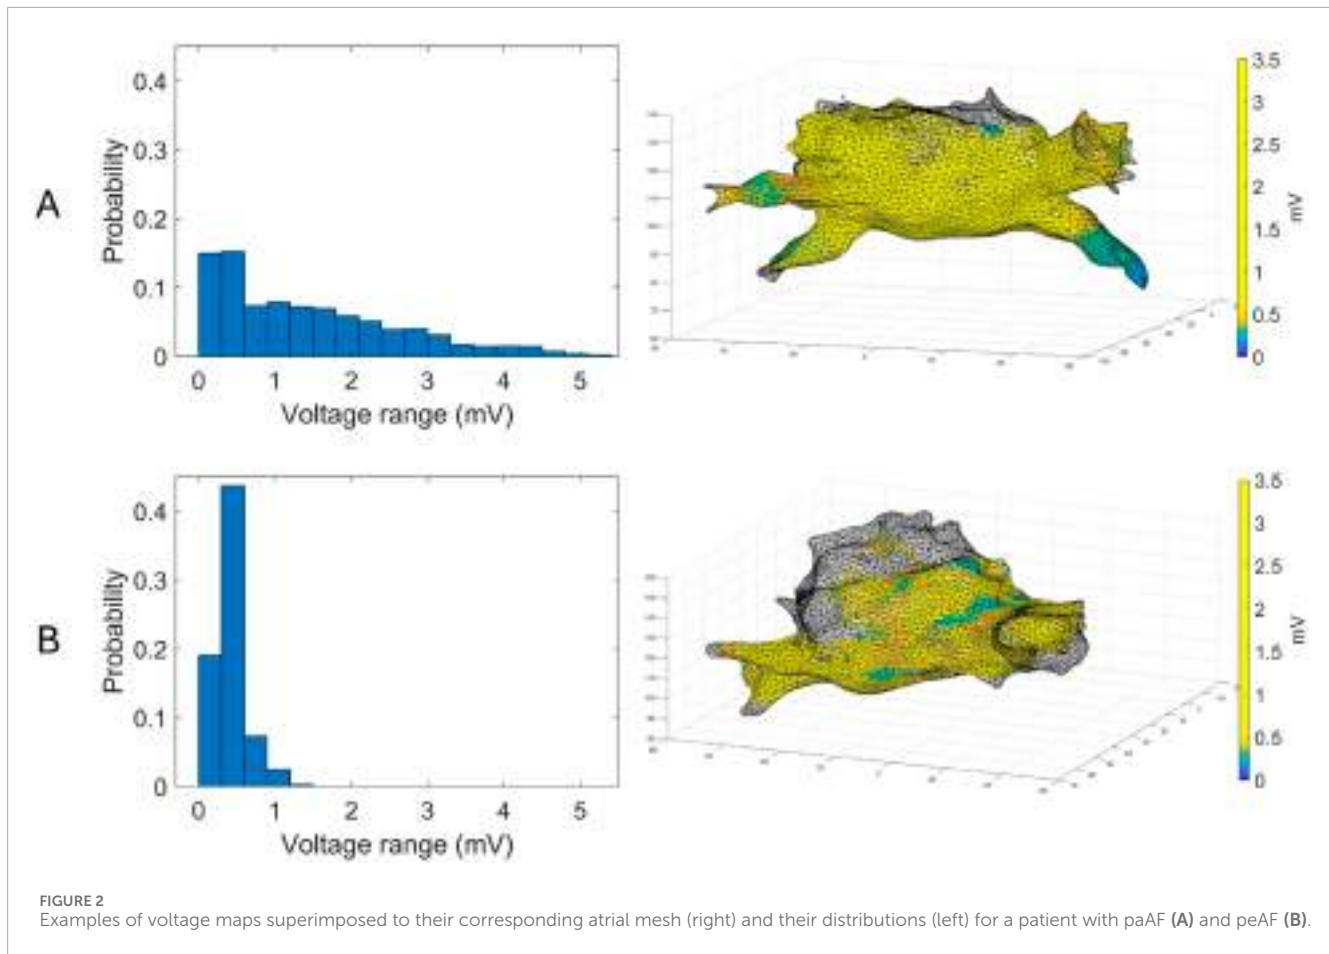 A
Probability
0.4
0.3
0.2
0.1
0
0 1 2 3 4 5
Voltage range (mV)
3.5
3
2.5
2
1.5
1
0.5
0
mV
B
Probability
0.4
0.3
0.2
0.1
0
0 1 2 3 4 5
Voltage range (mV)
3.5
3
2.5
2
1.5
1
0.5
0
mV
FIGURE 2
Examples of voltage maps superimposed to their corresponding atrial mesh (right) and their distributions (left) for a patient with paAF (A) and peAF (B).